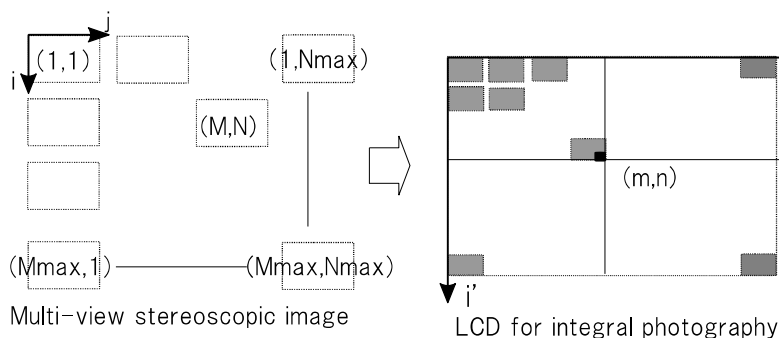 j
(1,1)
(1,Nmax)
i
(M,N)
(m,n)
(Mmax,1)
(Mmax,Nmax)
i'
Multi-view stereoscopic image
LCD for integral photography